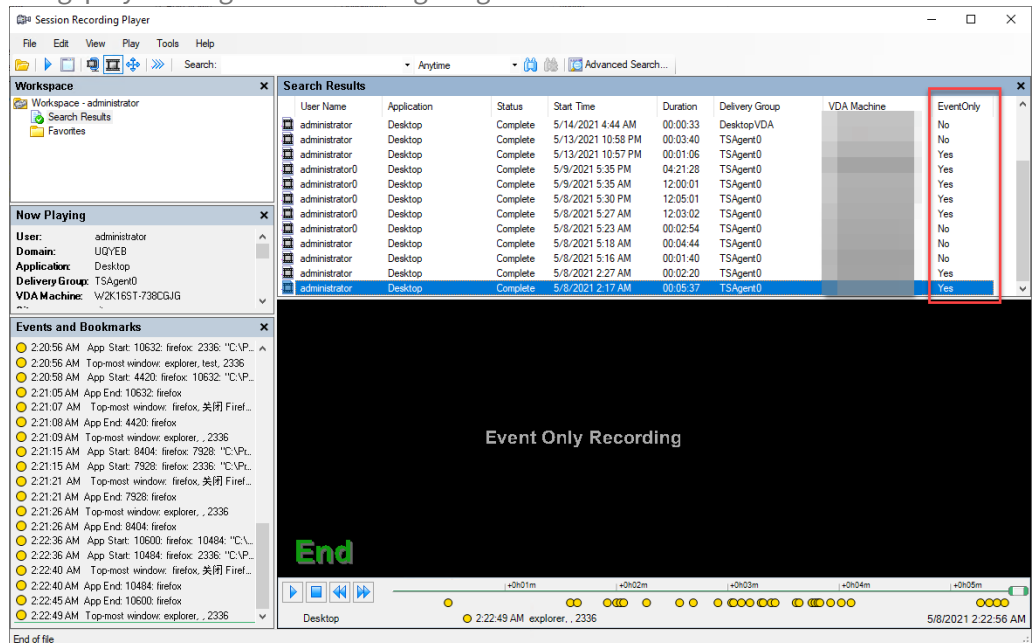 Session Recording Player
File Edit View Play Tools Help
Search: Anytime Advanced Search...
Workspace
Workspace - administrator
Search Results
Favorites
Now Playing
User: administrator
Domain: UQYEB
Application: Desktop
Delivery Group: TSAgent0
VDA Machine: W2K16ST-738CGJG
Events and Bookmarks
2:20:56 AM App Start: 10632: firefox: 2336: "C:\P...
2:20:56 AM Top-most window: explorer, test, 2336
2:20:58 AM App Start: 4420: firefox: 10632: "C:\P...
2:21:05 AM App End: 10632: firefox
2:21:07 AM Top-most window: firefox, 关闭 Firef...
2:21:08 AM App End: 4420: firefox
2:21:09 AM Top-most window: explorer, , 2336
2:21:15 AM App Start: 8404: firefox: 7928: "C:\Pr...
2:21:15 AM App Start: 7928: firefox: 2336: "C:\Pr...
2:21:21 AM Top-most window: firefox, 关闭 Firef...
2:21:21 AM App End: 7928: firefox
2:21:26 AM Top-most window: explorer, , 2336
2:21:26 AM App End: 8404: firefox
2:22:36 AM App Start: 10600: firefox: 10484: "C:\...
2:22:36 AM App Start: 10484: firefox: 2336: "C:\P...
2:22:40 AM Top-most window: firefox, 关闭 Firef...
2:22:40 AM App End: 10484: firefox
2:22:45 AM App End: 10600: firefox
2:22:49 AM Top-most window: explorer, , 2336
Search Results
User Name Application Status Start Time Duration Delivery Group VDA Machine EventOnly
administrator Desktop Complete 5/14/2021 4:44 AM 00:00:33 DesktopVDA No
administrator Desktop Complete 5/13/2021 10:58 PM 00:03:40 TSAgent0 No
administrator Desktop Complete 5/13/2021 10:57 PM 00:01:06 TSAgent0 Yes
administrator0 Desktop Complete 5/9/2021 5:35 PM 04:21:28 TSAgent0 Yes
administrator0 Desktop Complete 5/9/2021 5:35 AM 12:00:01 TSAgent0 Yes
administrator0 Desktop Complete 5/8/2021 5:30 PM 12:05:01 TSAgent0 Yes
administrator0 Desktop Complete 5/8/2021 5:27 AM 12:03:02 TSAgent0 Yes
administrator0 Desktop Complete 5/8/2021 5:23 AM 00:02:54 TSAgent0 No
administrator Desktop Complete 5/8/2021 5:18 AM 00:04:44 TSAgent0 No
administrator Desktop Complete 5/8/2021 5:16 AM 00:01:40 TSAgent0 No
administrator Desktop Complete 5/8/2021 2:27 AM 00:02:20 TSAgent0 Yes
administrator Desktop Complete 5/8/2021 2:17 AM 00:05:37 TSAgent0 Yes
Event Only Recording
End
+0h01m +0h02m +0h03m +0h04m +0h05m
Desktop 2:22:49 AM explorer, , 2336 5/8/2021 2:22:56 AM
End of file